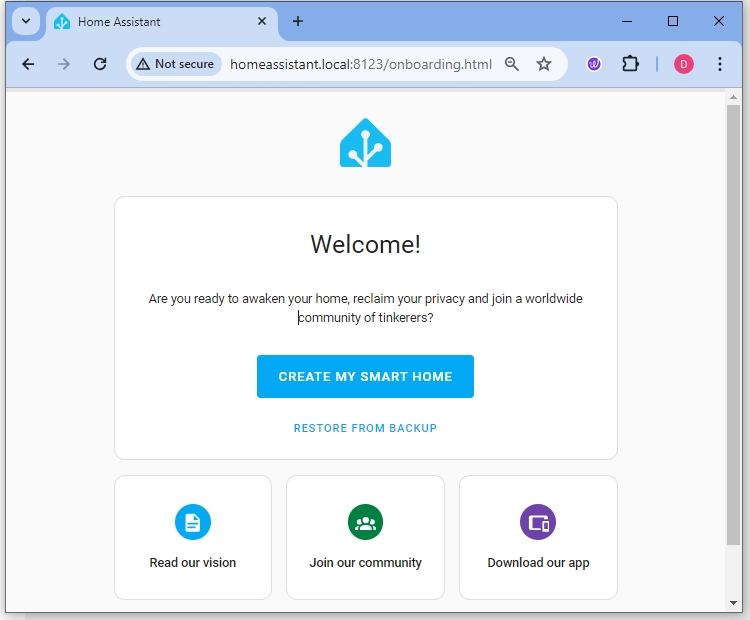 Home Assistant
Not secure
homeassistant.local:8123/onboarding.html
D
Welcome!
Are you ready to awaken your home, reclaim your privacy and join a worldwide
community of tinkerers?
CREATE MY SMART HOME
RESTORE FROM BACKUP
Read our vision
Join our community
Download our app